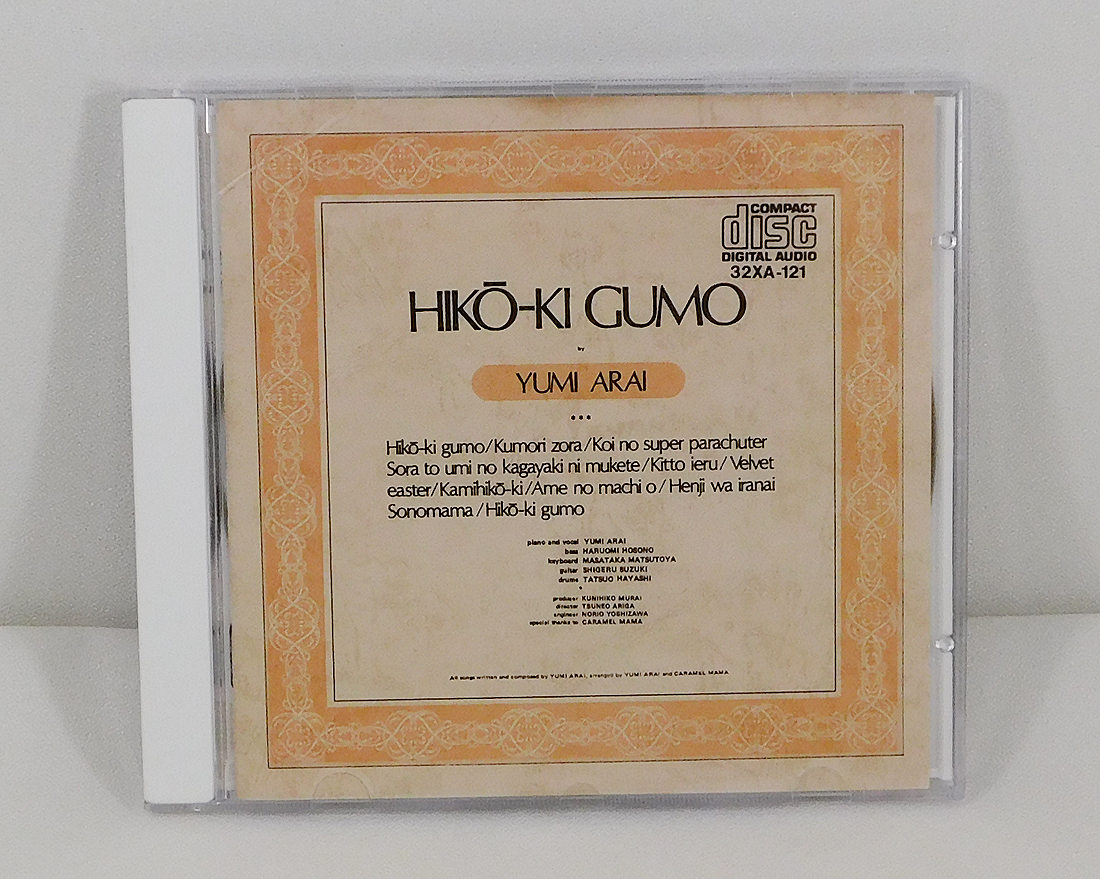 COMPACT
disc
DIGITAL AUDIO
32XA-121
HIKŌ-KI GUMO
by
YUMI ARAI
•••
Hikō-ki gumo/Kumori zora/Koi no super parachuter
Sora to umi no kagayaki ni mukete/Kitto ieru/Velvet
easter/Kamihikō-ki/Ame no machi o/Henji wa iranai
Sonomama/Hikō-ki gumo
piano and vocal YUMI ARAI
bass HARUOMI HOSONO
keyboard MASATAKA MATSUTOYA
guitar SHIGERU SUZUKI
drums TATSUO HAYASHI
producer KUNIHIKO MURAI
director TSUNEO ARIGA
engineer NORIO YOSHIZAWA
special thanks to CARAMEL MAMA
All songs written and composed by YUMI ARAI, arranged by YUMI ARAI and CARAMEL MAMA